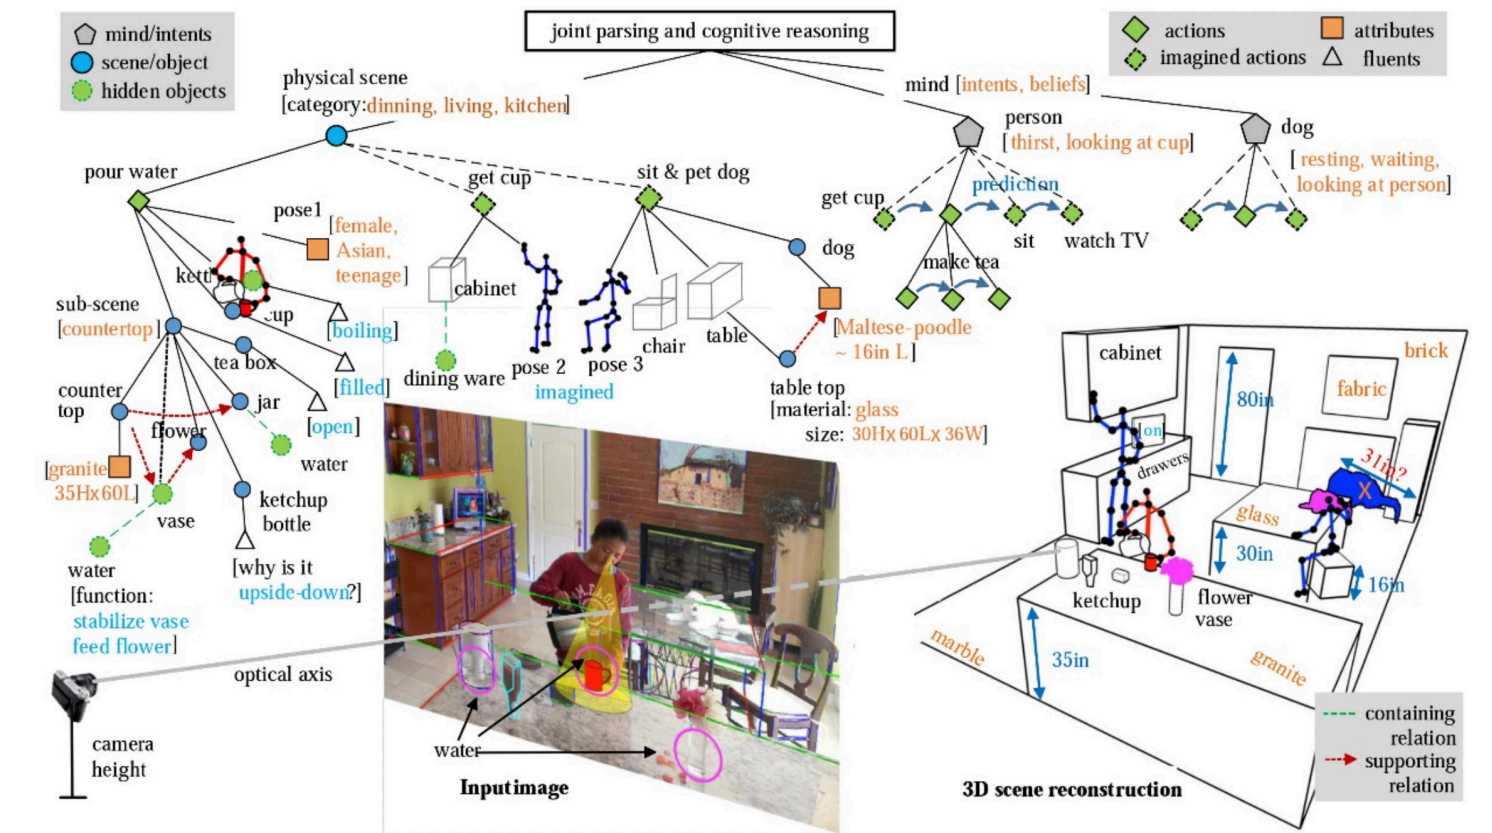 joint parsing and cognitive reasoning
mind/intents
scene/object
hidden objects
actions
attributes
imagined actions
fluents
physical scene
[category:dinning, living, kitchen]
mind [intents, beliefs]
person
[thirst, looking at cup]
dog
[ resting, waiting,
looking at person]
pour water
get cup
sit & pet dog
get cup
prediction
sit
watch TV
make tea
pose1
[female,
Asian,
teenage]
cup
sub-scene
[countertop]
[boiling]
tea box
[filled]
[open]
counter
top
jar
flower
water
[granite
35Hx60L]
vase
ketchup
bottle
water
[function:
stabilize vase
feed flower]
[why is it
upside-down?]
cabinet
dining ware
pose 2
pose 3
imagined
chair
table
dog
[Maltese-poodle
~ 16in L]
table top
[material: glass
size: 30Hx60Lx36W]
cabinet
brick
fabric
80in
[on]
drawers
31in?
X
glass
30in
16in
ketchup
flower
vase
marble
35in
granite
optical axis
camera
height
water
Input image
3D scene reconstruction
containing
relation
supporting
relation